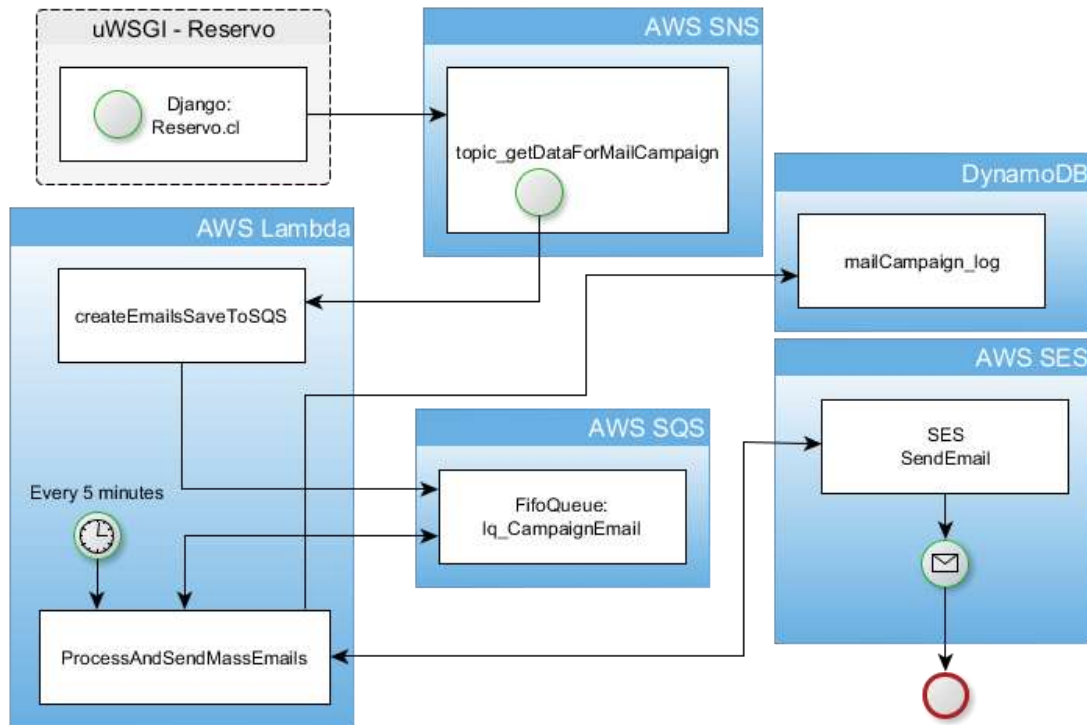 uWSGI - Reservo
Django:
Reservo.cl
AWS SNS
topic_getDataForMailCampaign
DynamoDB
mailCampaign_log
AWS Lambda
createEmailsSaveToSQS
AWS SES
SES
SendEmail
AWS SQS
FifoQueue:
lq_CampaignEmail
Every 5 minutes
ProcessAndSendMassEmails